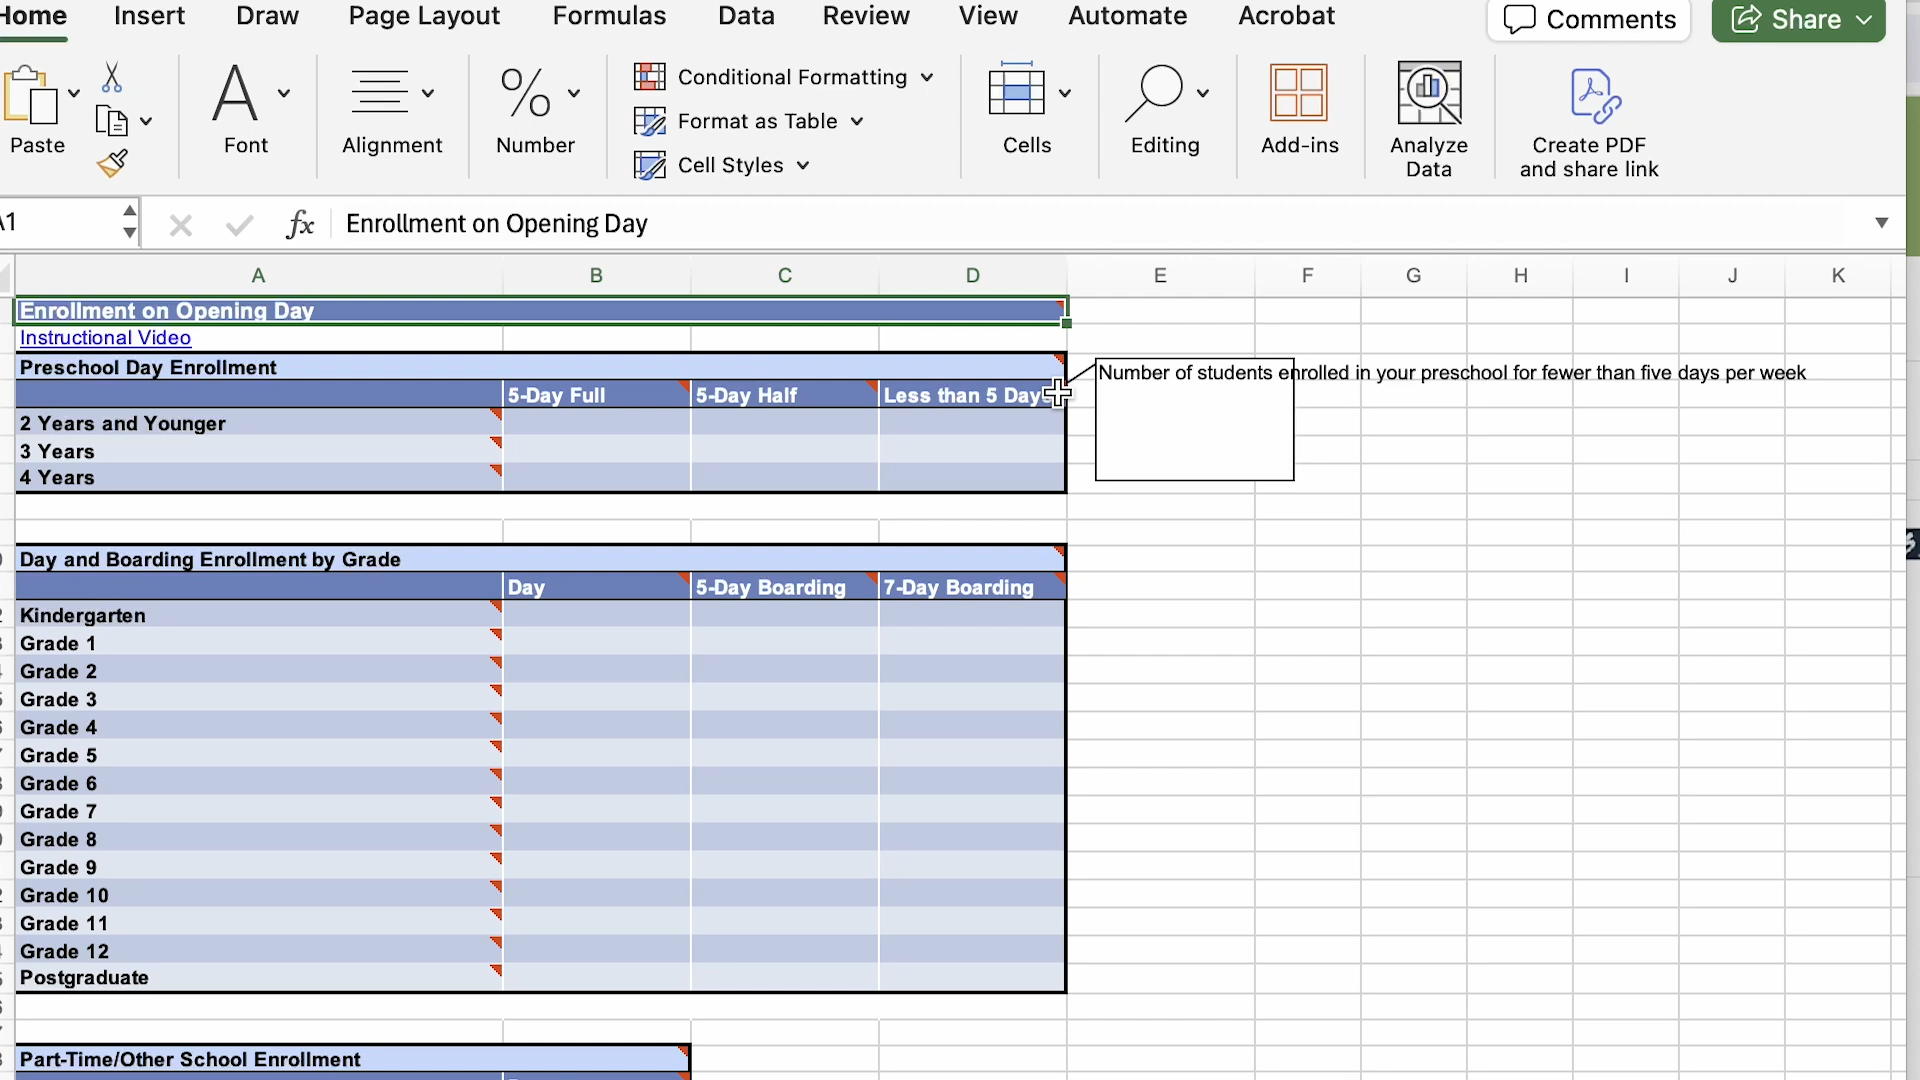 Home Insert Draw Page Layout Formulas Data Review View Automate Acrobat Comments Share
Paste
Font
Alignment
%
Number
Conditional Formatting
Format as Table
Cell Styles
Cells
Editing
Add-ins
Analyze
Data
Create PDF
and share link
A1 fx Enrollment on Opening Day
A B C D E F G H I J K
Enrollment on Opening Day
Instructional Video
Preschool Day Enrollment
Number of students enrolled in your preschool for fewer than five days per week
5-Day Full 5-Day Half Less than 5 Days
2 Years and Younger
3 Years
4 Years
Day and Boarding Enrollment by Grade
Day 5-Day Boarding 7-Day Boarding
Kindergarten
Grade 1
Grade 2
Grade 3
Grade 4
Grade 5
Grade 6
Grade 7
Grade 8
Grade 9
Grade 10
Grade 11
Grade 12
Postgraduate
Part-Time/Other School Enrollment